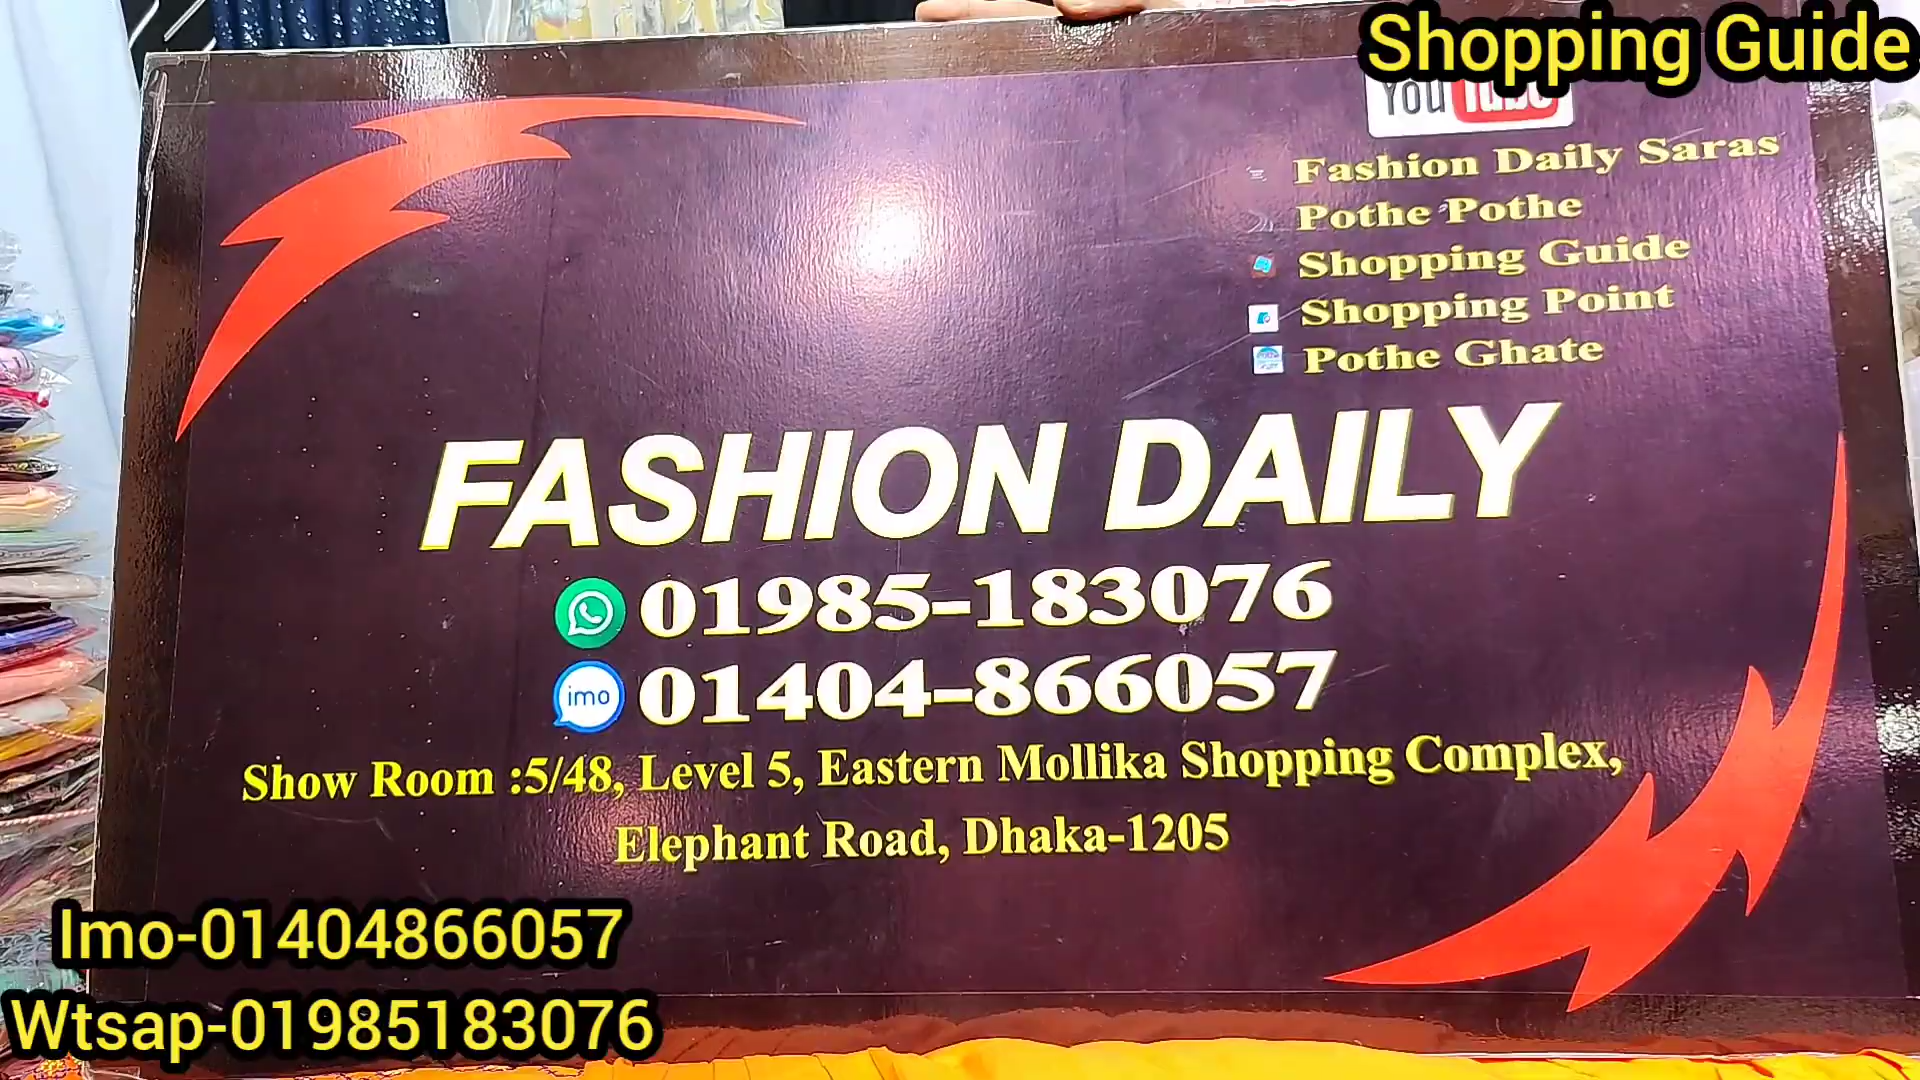 Shopping Guide
You Tube
Fashion Daily Saras
Pothe Pothe
Shopping Guide
Shopping Point
Pothe Ghate
FASHION DAILY
01985-183076
imo 01404-866057
Show Room :5/48, Level 5, Eastern Mollika Shopping Complex,
Elephant Road, Dhaka-1205
Imo-01404866057
Wtsap-01985183076